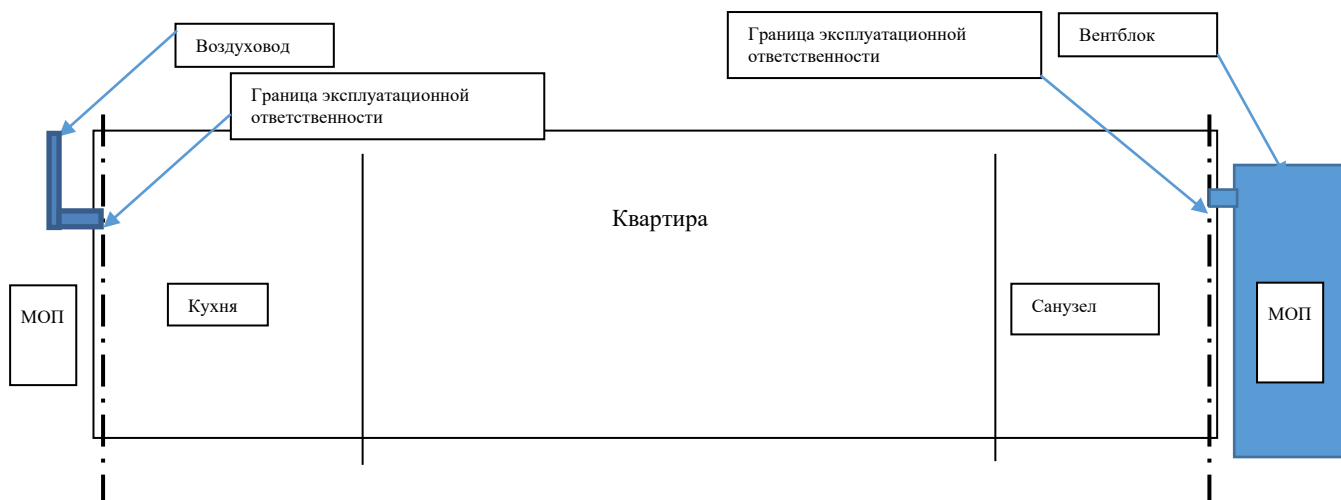 Воздуховод
Граница эксплуатационной
ответственности
Граница эксплуатационной
ответственности
Вентблок
Квартира
МОП
Кухня
Санузел
МОП